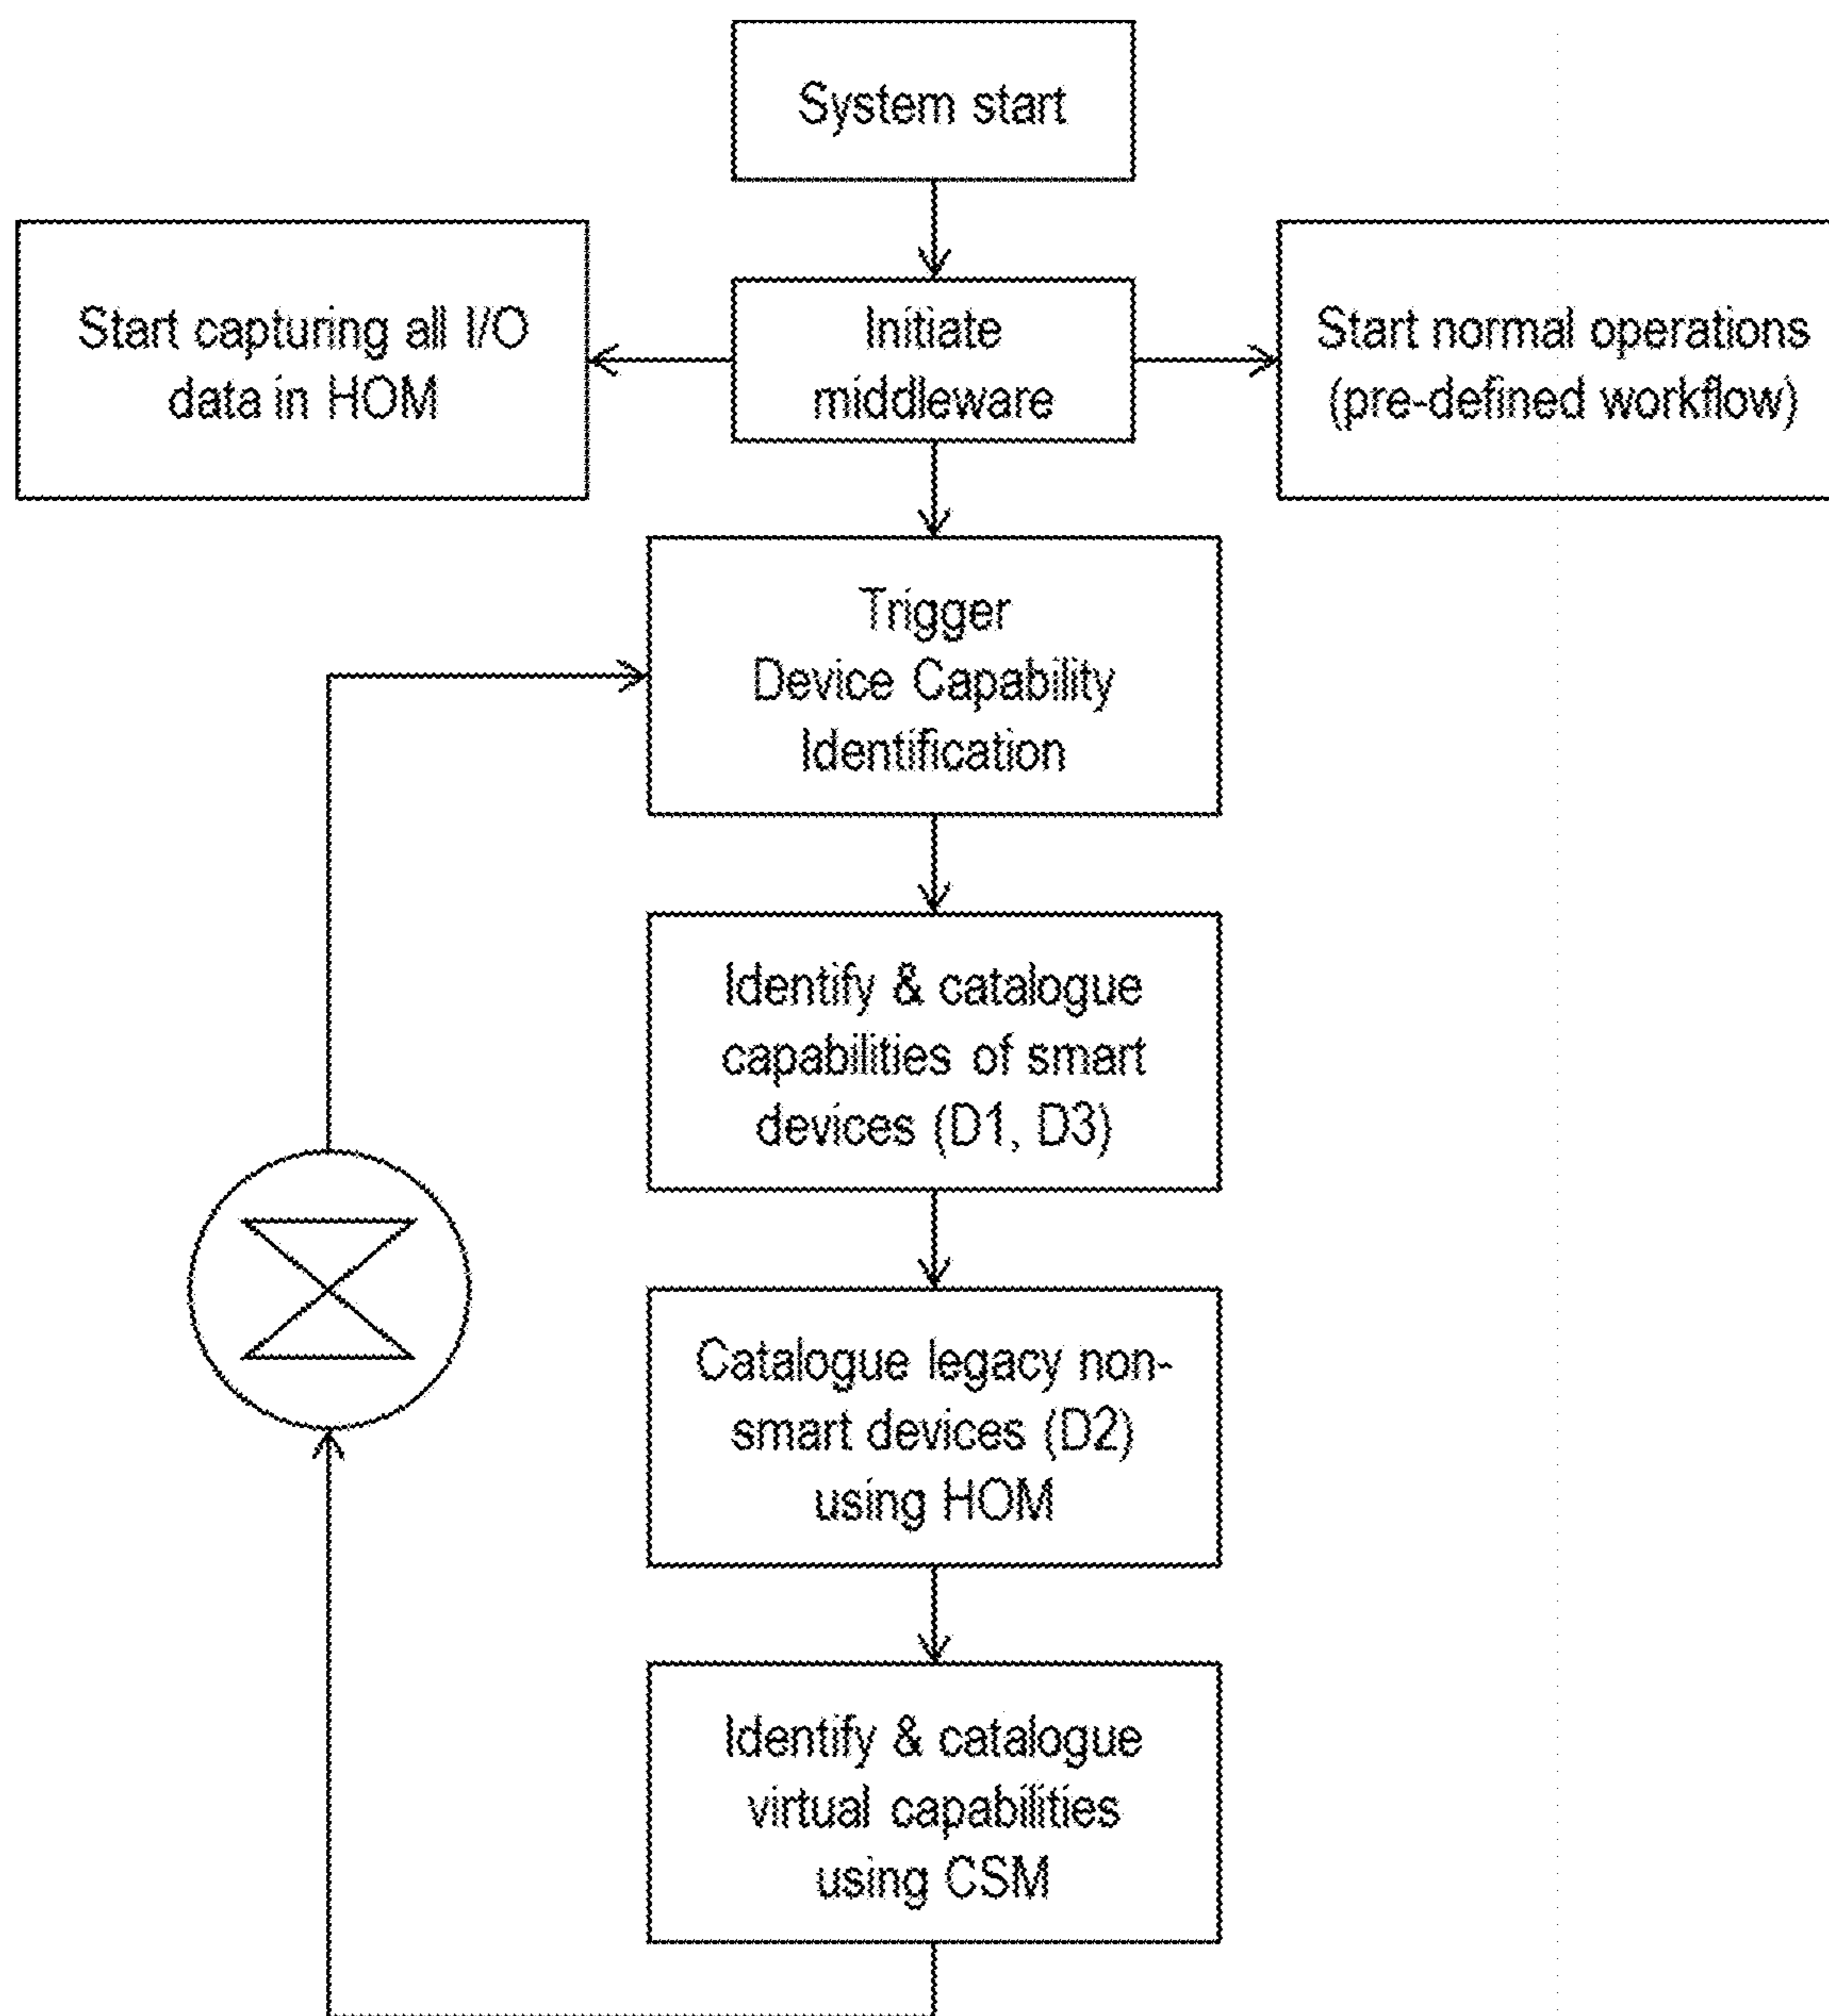 System start
Start capturing all I/O
data in HOM
Initiate
middleware
Start normal operations
(pre-defined workflow)
Trigger
Device Capability
Identification
Identify & catalogue
capabilities of smart
devices (D1, D3)
Catalogue legacy non-
smart devices (D2)
using HOM
Identify & catalogue
virtual capabilities
using CSM